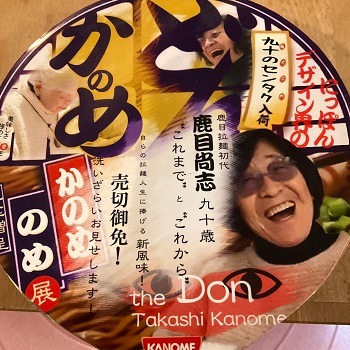 にっぽん
デザイン界の
九十のセンタク入荷
かのめ
鹿目拉麺初代
鹿目尚志 九十歳
"これまで"と"これから"
自らの拉麺人生に捧げる 新風味！
売切御免！
洗いざらいお見せします！
かのめ
のめ
展
the Don
Takashi Kanome
KANOME